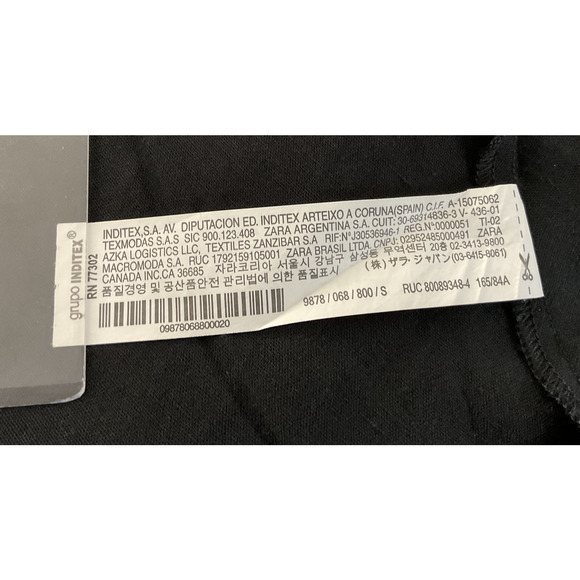 grupo INDITEX®
RN 77302
INDITEX,S.A. AV. DIPUTACION ED. INDITEX ARTEIXO A CORUNA(SPAIN) C.I.F. A-15075062
TEXMODAS S.A.S SIC 900.123.408 ZARA ARGENTINA S.A. CUIT: 30-69314836-3 V- 436-01
AZKA LOGISTICS LLC, TEXTILES ZANZIBAR S.A RIF:NºJ30536946-1 REG.Nº0000051 TI-02
MACROMODA S.A. RUC 1792159105001 ZARA BRASIL LTDA. CNPJ: 02952485000491 ZARA
CANADA INC.CA 36685 자라코리아 서울시 강남구 삼성동 무역센터 20층 02-3413-9800
품질경영 및 공산품안전 관리법에 의한 품질표시 (株) ザラ・ジャパン (03-6415-8061)
09878068800020
9878 / 068 / 800 / S RUC 80089348-4 165/84A